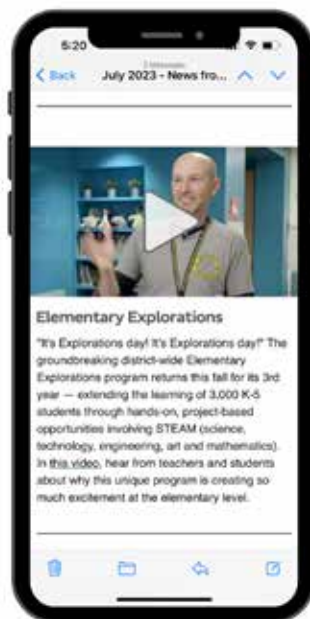 5:20
Back
July 2023 - News fro...
Elementary Explorations
"It's Explorations day! It's Explorations day!" The
groundbreaking district-wide Elementary
Explorations program returns this fall for its 3rd
year — extending the learning of 3,000 K-5
students through hands-on, project-based
opportunities involving STEAM (science,
technology, engineering, art and mathematics).
In this video, hear from teachers and students
about why this unique program is creating so
much excitement at the elementary level.